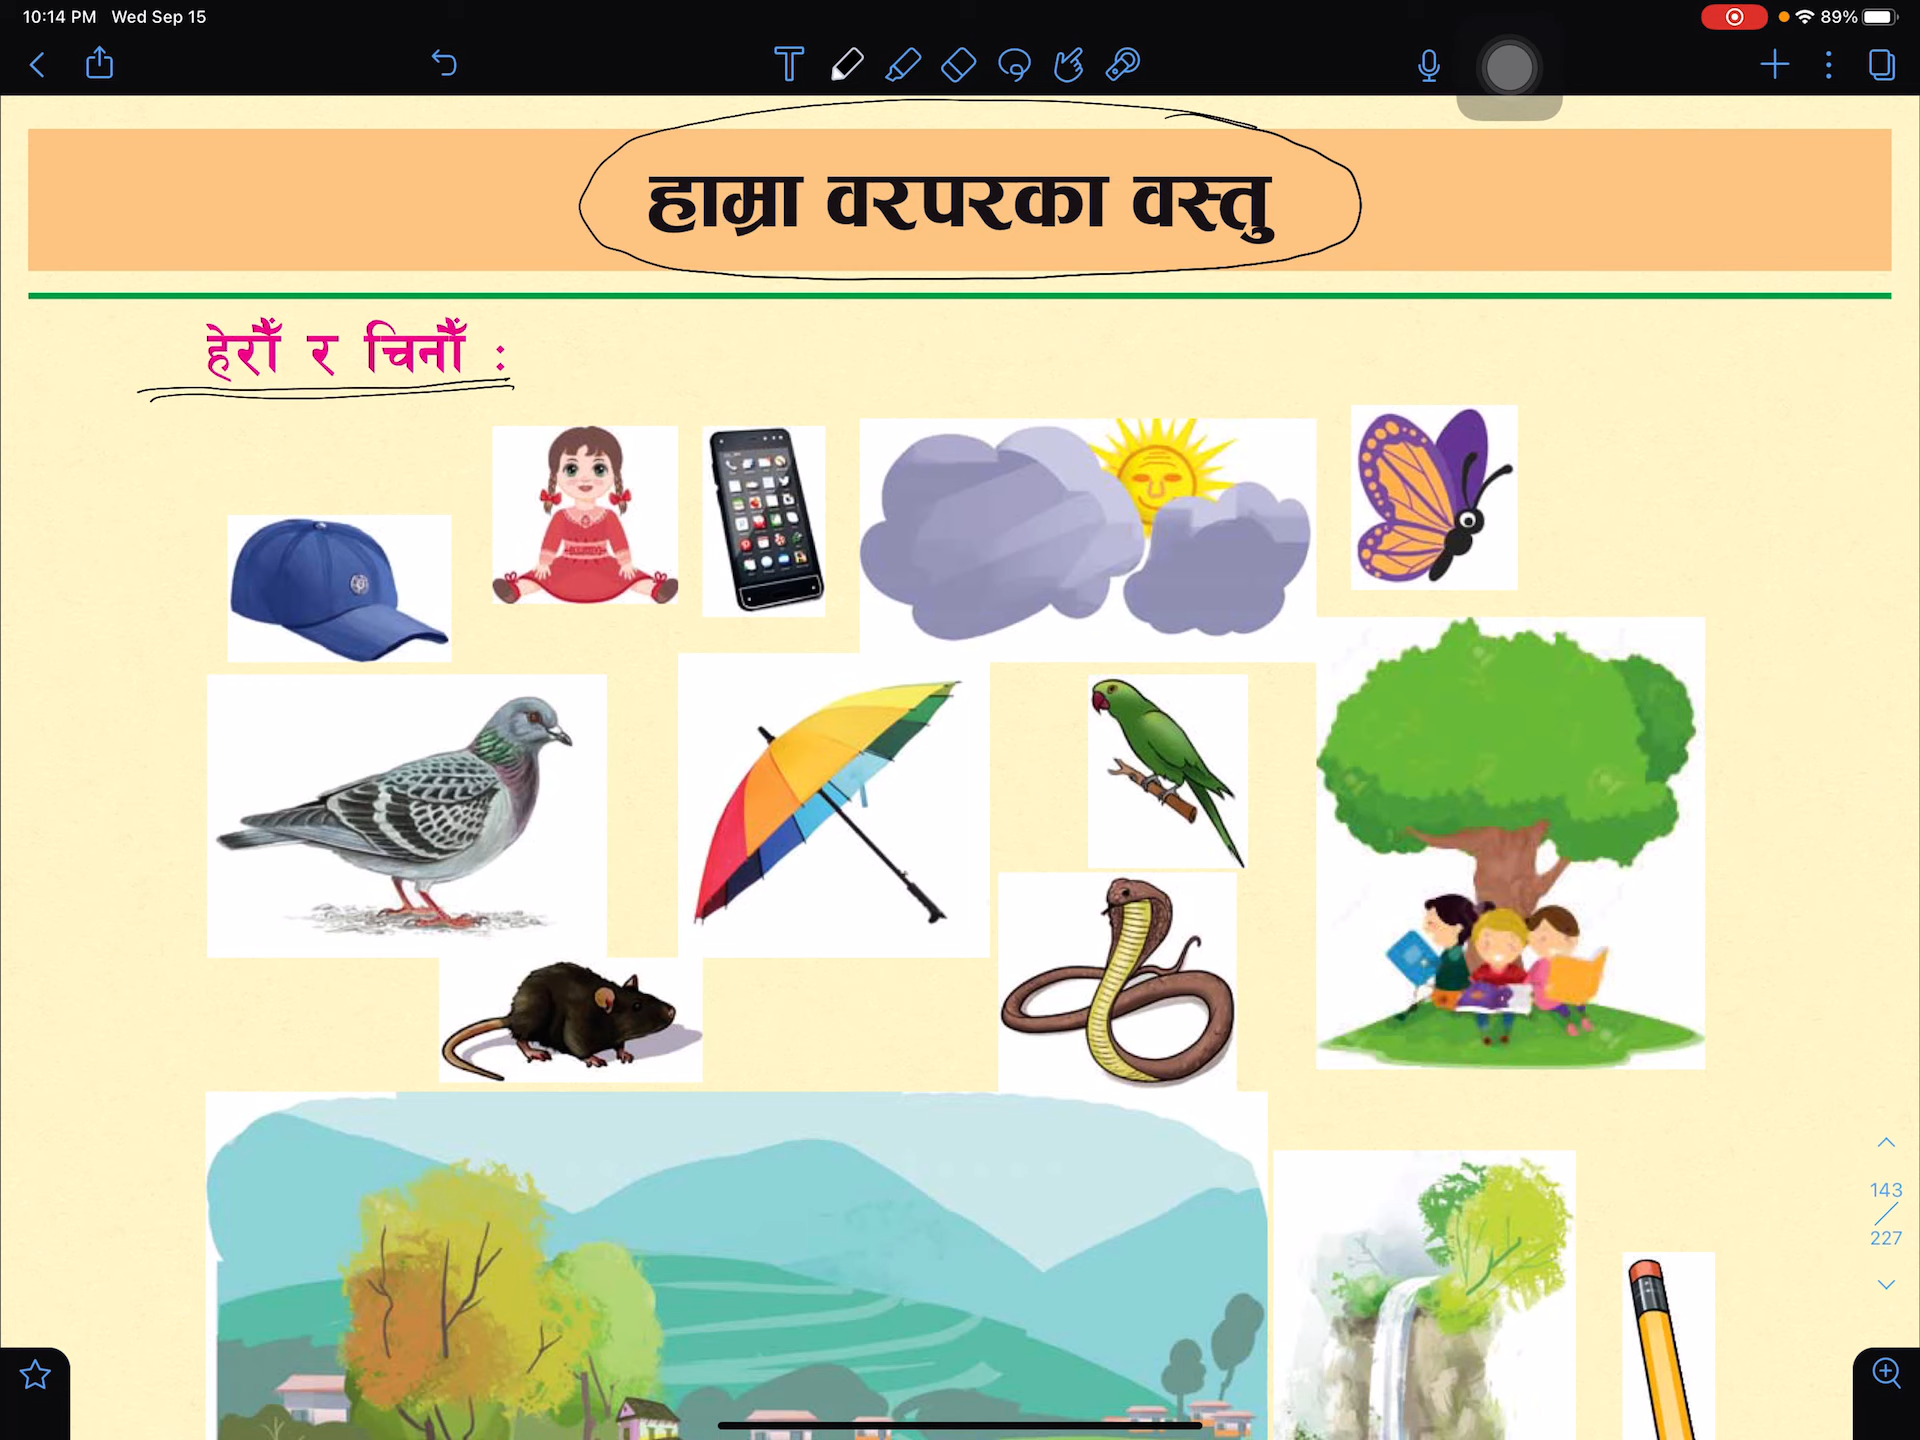 10:14 PM Wed Sep 15
89%
हाम्रा वरपरका वस्तु
हेरौँ र चिनौँ :
143
227